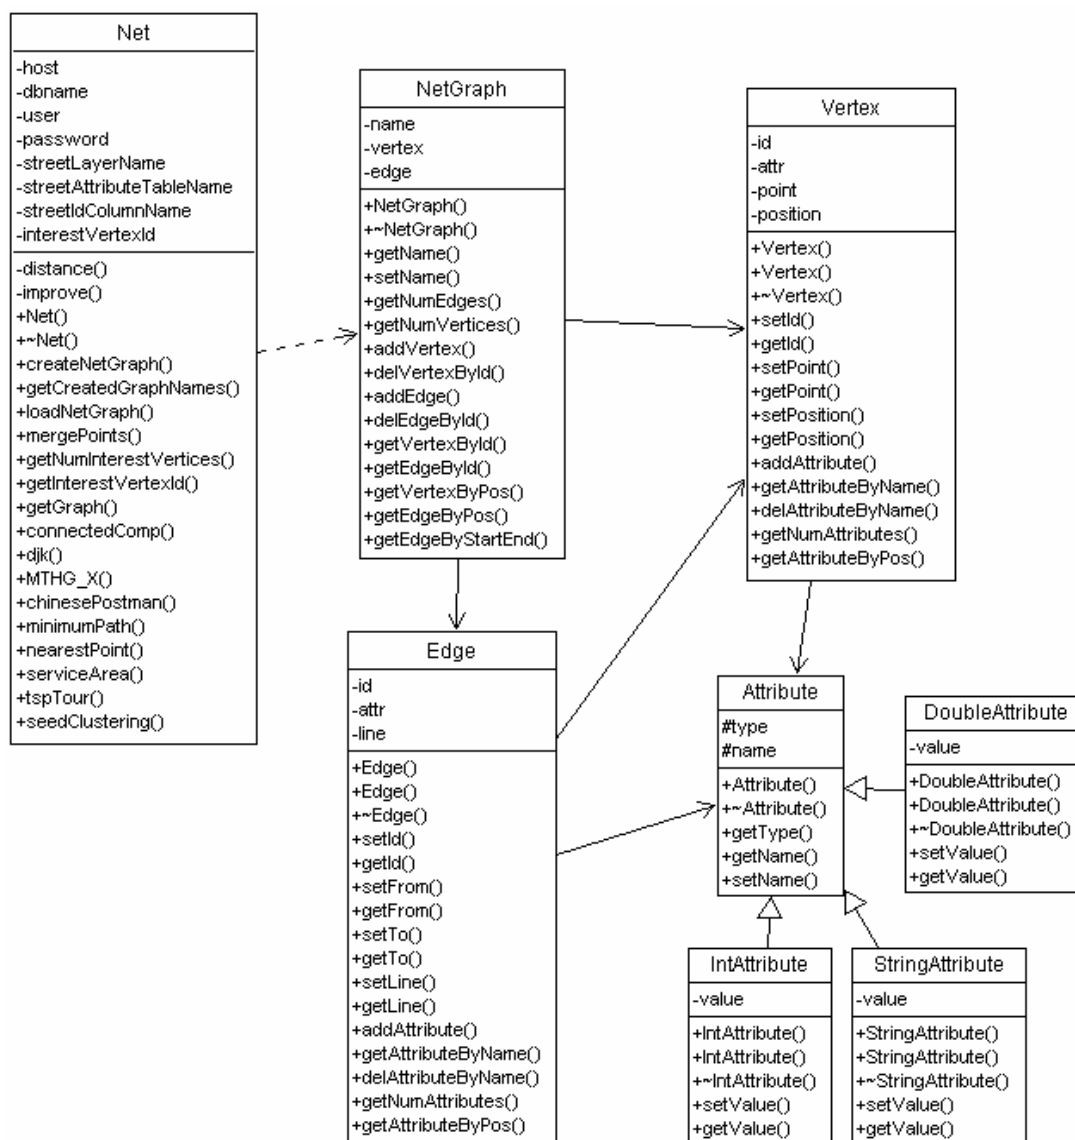 Net
-host
-dbname
-user
-password
-streetLayerName
-streetAttributeTableName
-streetIdColumnName
-interestVertexId
-distance()
-improve()
+Net()
+~Net()
+createNetGraph()
+getCreatedGraphNames()
+loadNetGraph()
+mergePoints()
+getNumInterestVertices()
+getInterestVertexId()
+getGraph()
+connectedComp()
+djk()
+MTHG_X()
+chinesePostman()
+minimumPath()
+nearestPoint()
+serviceArea()
+tspTour()
+seedClustering()
NetGraph
-name
-vertex
-edge
+NetGraph()
+~NetGraph()
+getName()
+setName()
+getNumEdges()
+getNumVertices()
+addVertex()
+delVertexById()
+addEdge()
+delEdgeById()
+getVertexById()
+getEdgeById()
+getVertexByPos()
+getEdgeByPos()
+getEdgeByStartEnd()
Vertex
-id
-attr
-point
-position
+Vertex()
+Vertex()
+~Vertex()
+setId()
+getId()
+setPoint()
+getPoint()
+setPosition()
+getPosition()
+addAttribute()
+getAttributeByName()
+delAttributeByName()
+getNumAttributes()
+getAttributeByPos()
Edge
-id
-attr
-line
+Edge()
+Edge()
+~Edge()
+setId()
+getId()
+setFrom()
+getFrom()
+setTo()
+getTo()
+setLine()
+getLine()
+addAttribute()
+getAttributeByName()
+delAttributeByName()
+getNumAttributes()
+getAttributeByPos()
Attribute
#type
#name
+Attribute()
+~Attribute()
+getType()
+getName()
+setName()
DoubleAttribute
-value
+DoubleAttribute()
+DoubleAttribute()
+~DoubleAttribute()
+setValue()
+getValue()
IntAttribute
-value
+IntAttribute()
+IntAttribute()
+~IntAttribute()
+setValue()
+getValue()
StringAttribute
-value
+StringAttribute()
+StringAttribute()
+~StringAttribute()
+setValue()
+getValue()